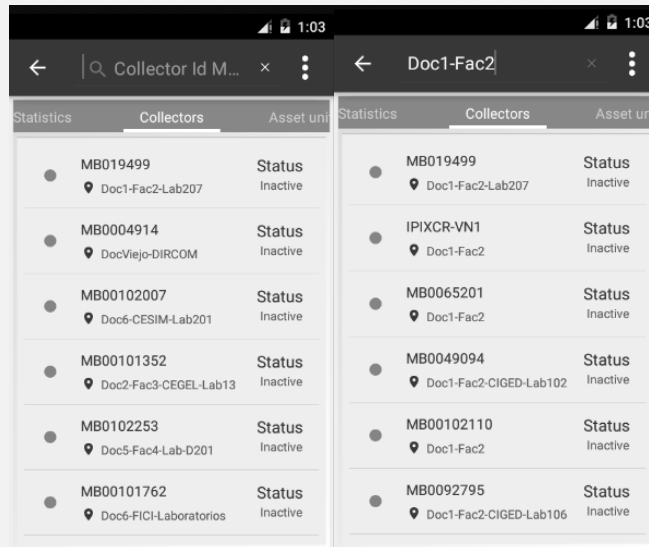 1:03
Collector Id M...
Statistics Collectors Asset uni
MB019499 Status
Doc1-Fac2-Lab207 Inactive
MB0004914 Status
DocViejo-DIRCOM Inactive
MB00102007 Status
Doc6-CESIM-Lab201 Inactive
MB00101352 Status
Doc2-Fac3-CEGEL-Lab13 Inactive
MB0102253 Status
Doc5-Fac4-Lab-D201 Inactive
MB00101762 Status
Doc6-FICI-Laboratorios Inactive
1:03
Doc1-Fac2
Statistics Collectors Asset un
MB019499 Status
Doc1-Fac2-Lab207 Inactive
IPIXCR-VN1 Status
Doc1-Fac2 Inactive
MB0065201 Status
Doc1-Fac2 Inactive
MB0049094 Status
Doc1-Fac2-CIGED-Lab102 Inactive
MB00102110 Status
Doc1-Fac2 Inactive
MB0092795 Status
Doc1-Fac2-CIGED-Lab106 Inactive